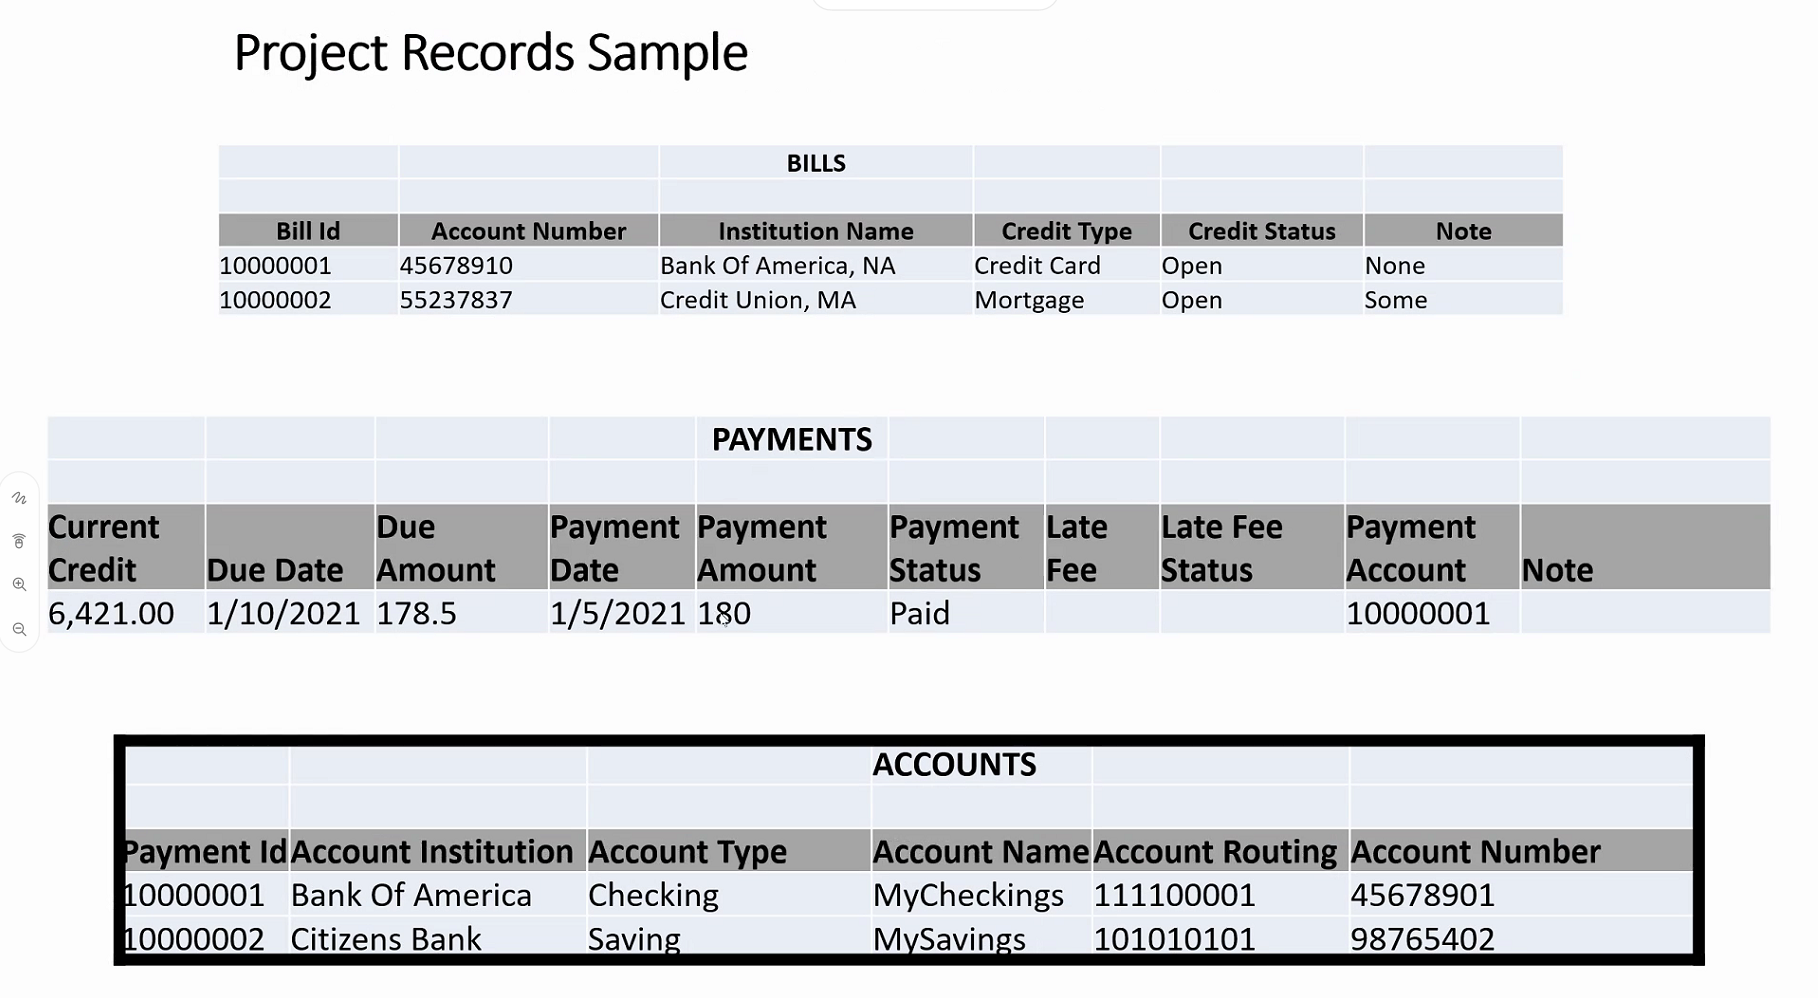 Project Records Sample
BILLS
Bill Id Account Number Institution Name Credit Type Credit Status Note
10000001 45678910 Bank Of America, NA Credit Card Open None
10000002 55237837 Credit Union, MA Mortgage Open Some
PAYMENTS
Current Credit Due Date Due Amount Payment Date Payment Amount Payment Status Late Fee Late Fee Status Payment Account Note
6,421.00 1/10/2021 178.5 1/5/2021 180 Paid 10000001
ACCOUNTS
Payment Id Account Institution Account Type Account Name Account Routing Account Number
10000001 Bank Of America Checking MyCheckings 111100001 45678901
10000002 Citizens Bank Saving MySavings 101010101 98765402